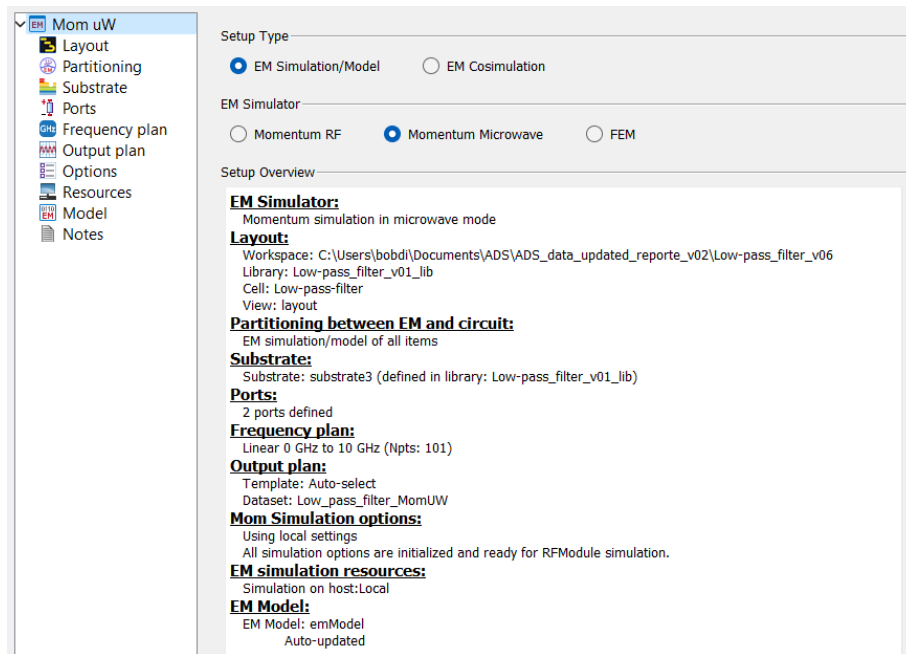 EM Mom uW
Layout
Partitioning
Substrate
Ports
GHz Frequency plan
Output plan
Options
Resources
EM Model
Notes
Setup Type
EM Simulation/Model EM Cosimulation
EM Simulator
Momentum RF Momentum Microwave FEM
Setup Overview
EM Simulator:
Momentum simulation in microwave mode
Layout:
Workspace: C:\Users\bobdi\Documents\ADS\ADS_data_updated_reporte_v02\Low-pass_filter_v06
Library: Low-pass_filter_v01_lib
Cell: Low-pass-filter
View: layout
Partitioning between EM and circuit:
EM simulation/model of all items
Substrate:
Substrate: substrate3 (defined in library: Low-pass_filter_v01_lib)
Ports:
2 ports defined
Frequency plan:
Linear 0 GHz to 10 GHz (Npts: 101)
Output plan:
Template: Auto-select
Dataset: Low_pass_filter_MomUW
Mom Simulation options:
Using local settings
All simulation options are initialized and ready for RFModule simulation.
EM simulation resources:
Simulation on host:Local
EM Model:
EM Model: emModel
Auto-updated